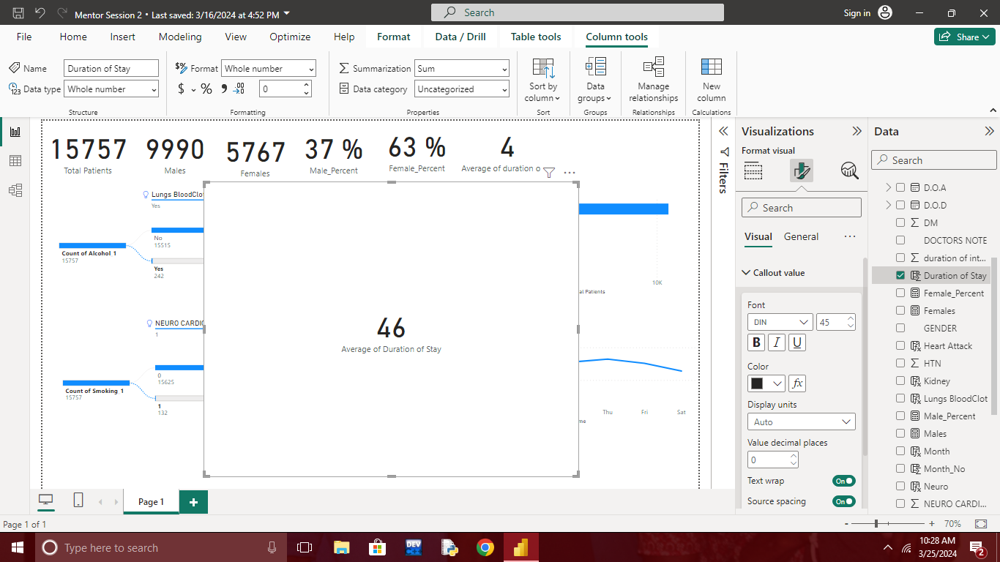 Mentor Session 2 • Last saved: 3/16/2024 at 4:52 PM
Search
Sign in
File Home Insert Modeling View Optimize Help Format Data / Drill Table tools Column tools
Share
Name Duration of Stay
Data type Whole number
Structure
Format Whole number
$ % 9 .00 0
Formatting
Summarization Sum
Data category Uncategorized
Properties
Sort by
column
Sort
Data
groups
Groups
Manage
relationships
Relationships
New
column
Calculations
15757
Total Patients
9990
Males
5767
Females
37 %
Male_Percent
63 %
Female_Percent
4
Average of duration o
Lungs BloodClo
Yes
No
15515
Count of Alcohol 1
15757
Yes
242
NEURO CARDIO
1
0
15625
Count of Smoking 1
15757
1
132
46
Average of Duration of Stay
10K
al Patients
Thu Fri Sat
me
Filters
Visualizations
Format visual
Search
Visual General
Callout value
Font
DIN 45
B I U
Color
fx
Display units
Auto
Value decimal places
0
Text wrap On
Source spacing On
Data
Search
D.O.A
D.O.D
DM
DOCTORS NOTE
duration of int...
Duration of Stay
Female_Percent
Females
GENDER
Heart Attack
HTN
Kidney
Lungs BloodClot
Male_Percent
Males
Month
Month_No
Neuro
NEURO CARDI...
Page 1
Page 1 of 1
- + 70%
Type here to search
DEV
10:28 AM
3/25/2024
2